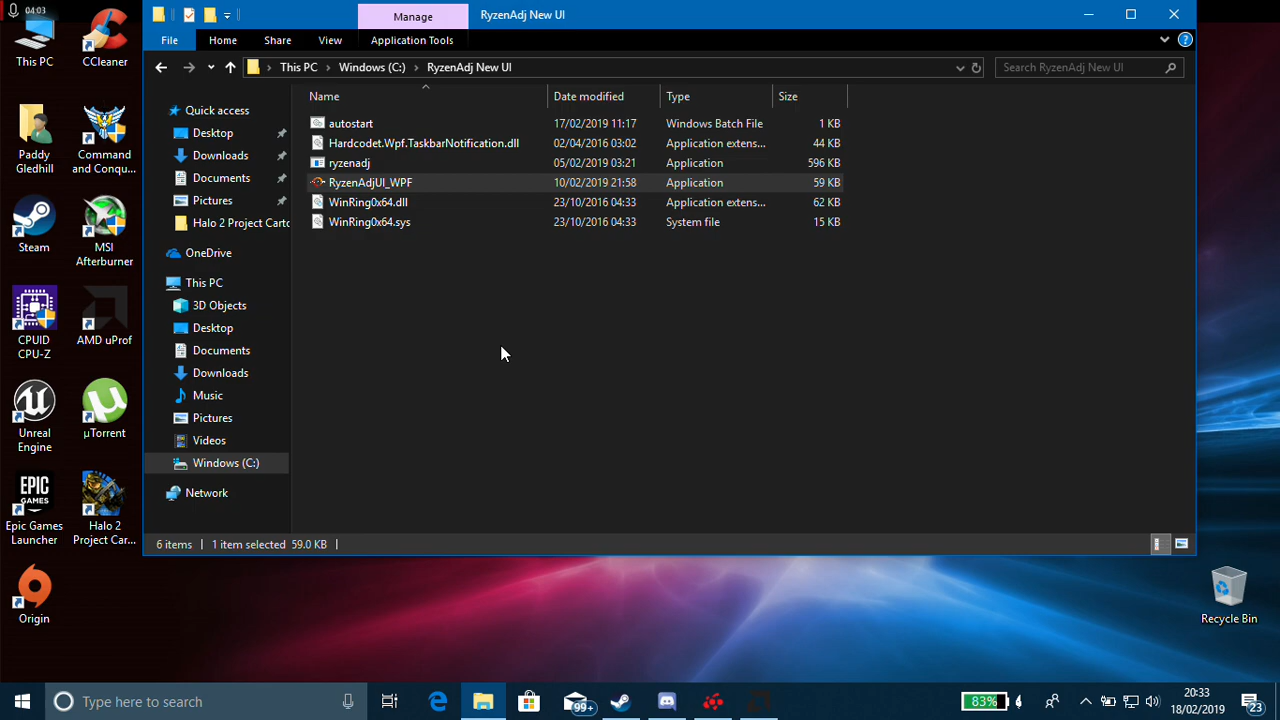 04:03
Manage
RyzenAdj New UI
File
Home
Share
View
Application Tools
This PC
Windows (C:)
RyzenAdj New UI
Search RyzenAdj New UI
Name
Date modified
Type
Size
autostart
17/02/2019 11:17
Windows Batch File
1 KB
Hardcodet.Wpf.TaskbarNotification.dll
02/04/2016 03:02
Application extens...
44 KB
ryzenadj
05/02/2019 03:21
Application
596 KB
RyzenAdjUI_WPF
10/02/2019 21:58
Application
59 KB
WinRing0x64.dll
23/10/2016 04:33
Application extens...
62 KB
WinRing0x64.sys
23/10/2016 04:33
System file
15 KB
Quick access
Desktop
Downloads
Documents
Pictures
Halo 2 Project Carto
OneDrive
This PC
3D Objects
Desktop
Documents
Downloads
Music
Pictures
Videos
Windows (C:)
Network
6 items
1 item selected 59.0 KB
This PC
CCleaner
Paddy
Gledhill
Command
and Conqu...
Steam
MSI
Afterburner
CPUID
CPU-Z
AMD uProf
Unreal
Engine
µTorrent
EPIC
GAMES
Epic Games
Launcher
Halo 2
Project Car...
Origin
Recycle Bin
Type here to search
99+
83%
20:33
18/02/2019
23